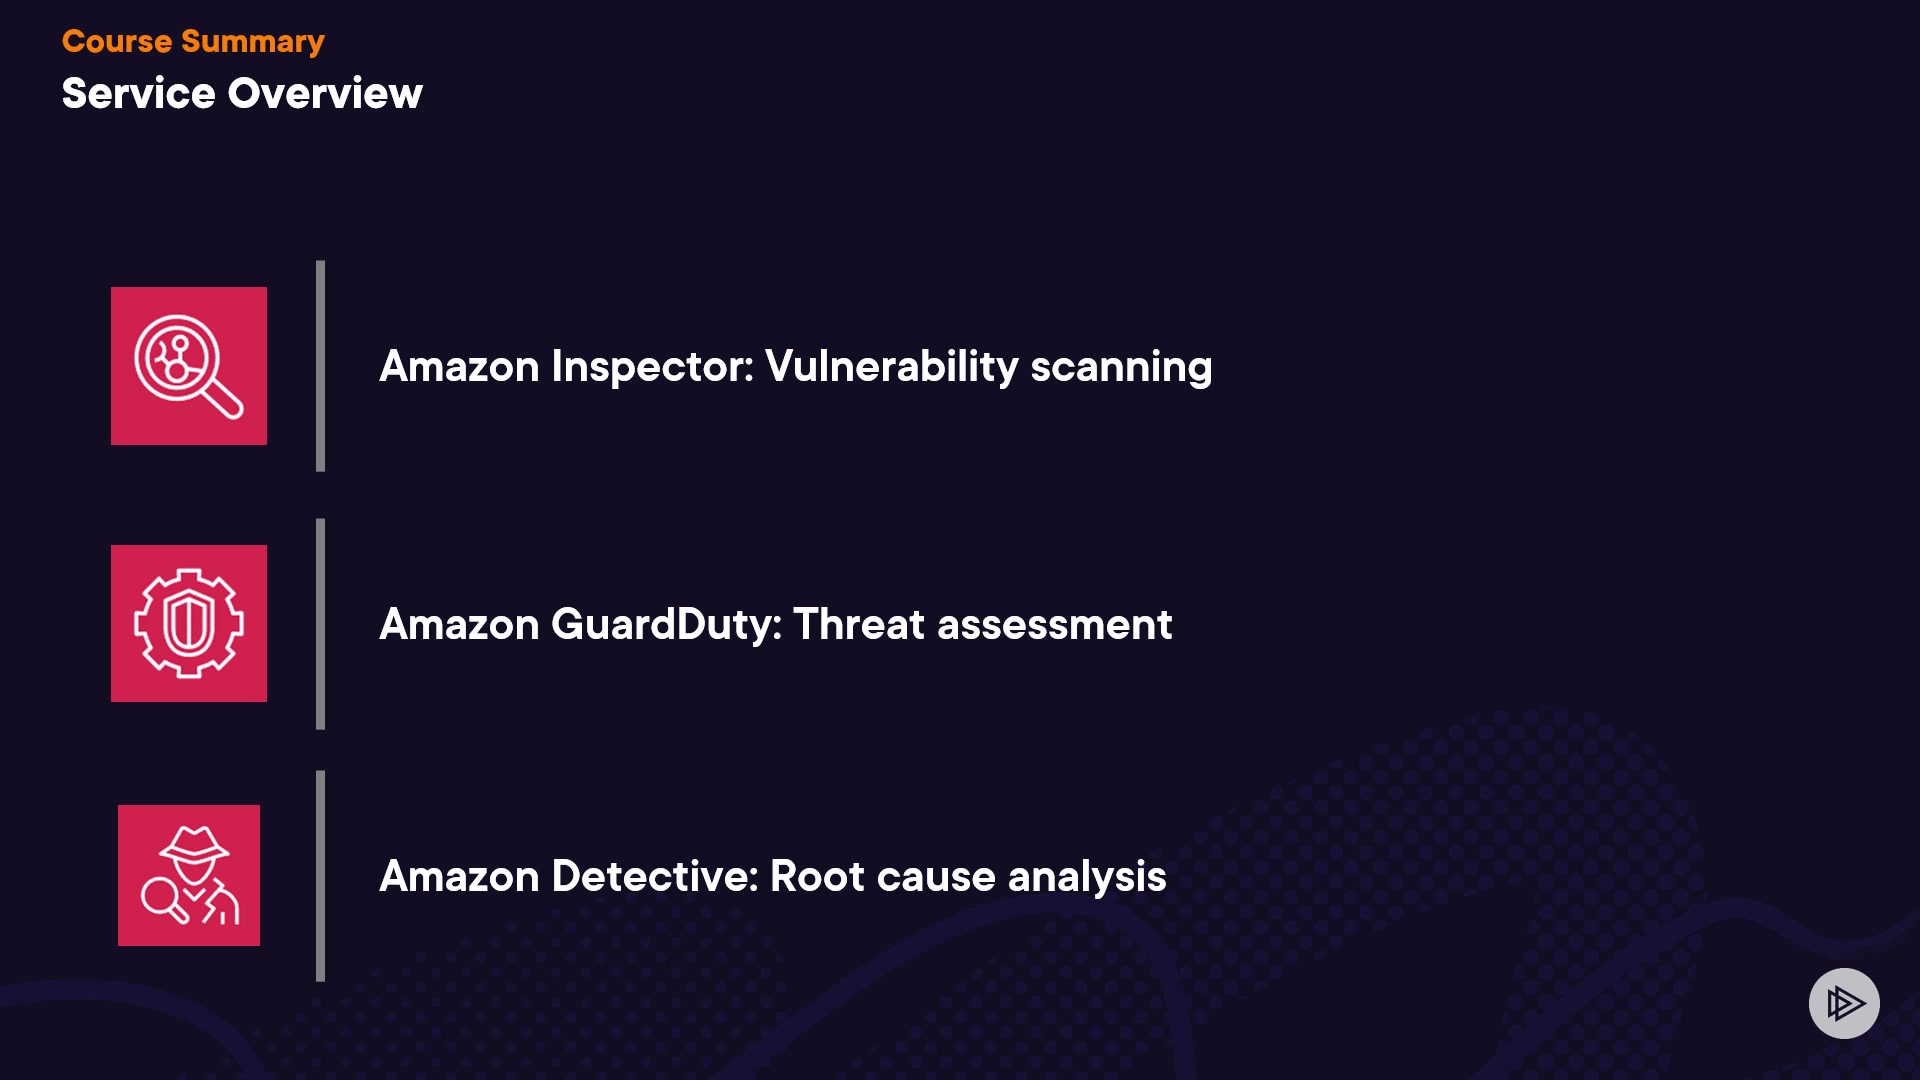 Course Summary
Service Overview
Amazon Inspector: Vulnerability scanning
Amazon GuardDuty: Threat assessment
Amazon Detective: Root cause analysis